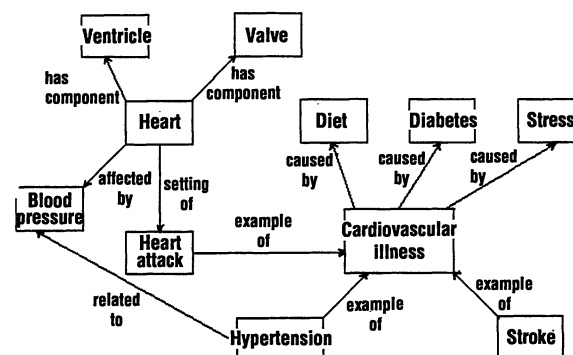 Ventricle
Valve
has
component
has
component
Heart
Diet
Diabetes
Stress
affected
by
setting
of
caused
by
caused
by
caused
by
Blood
pressure
Heart
attack
example
of
Cardiovascular
illness
related
to
example
of
example
of
Hypertension
Stroke